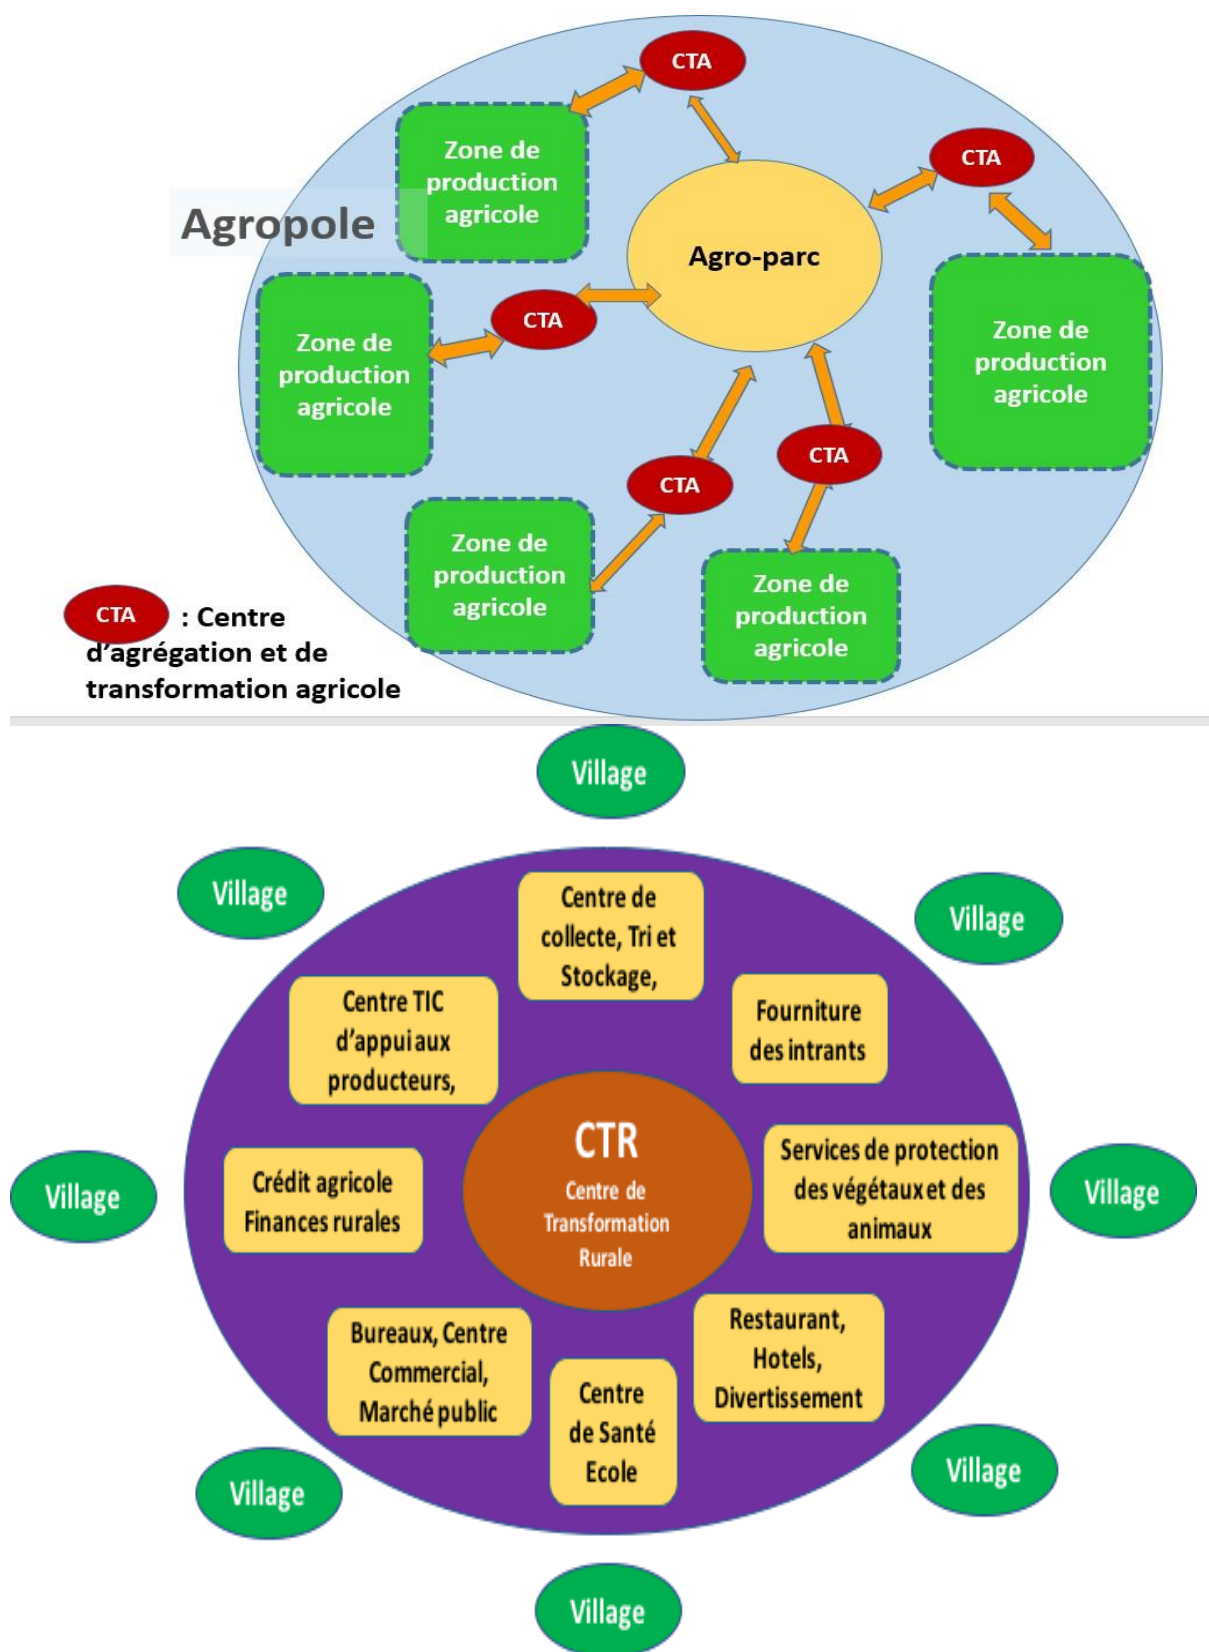 CTA
Zone de
production
agricole
CTA
Agropole
Agro-parc
CTA
Zone de
production
agricole
Zone de
production
agricole
CTA
CTA
Zone de
production
agricole
Zone de
production
agricole
CTA : Centre
d'agrégation et de
transformation agricole
Village
Village
Village
Centre de
collecte, Tri et
Stockage,
Centre TIC
d'appui aux
producteurs,
Fourniture
des intrants
CTR
Centre de
Transformation
Rurale
Crédit agricole
Finances rurales
Services de protection
des végétaux et des
animaux
Village
Village
Bureaux, Centre
Commercial,
Marché public
Restaurant,
Hotels,
Divertissement
Centre
de Santé
Ecole
Village
Village
Village